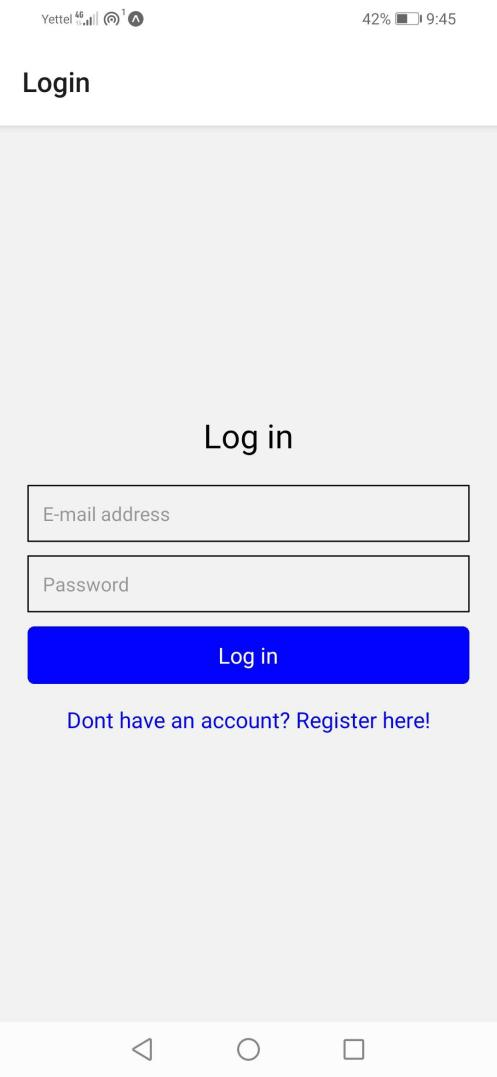 Yettel 4G 1 42% 9:45
Login
Log in
E-mail address
Password
Log in
Dont have an account? Register here!